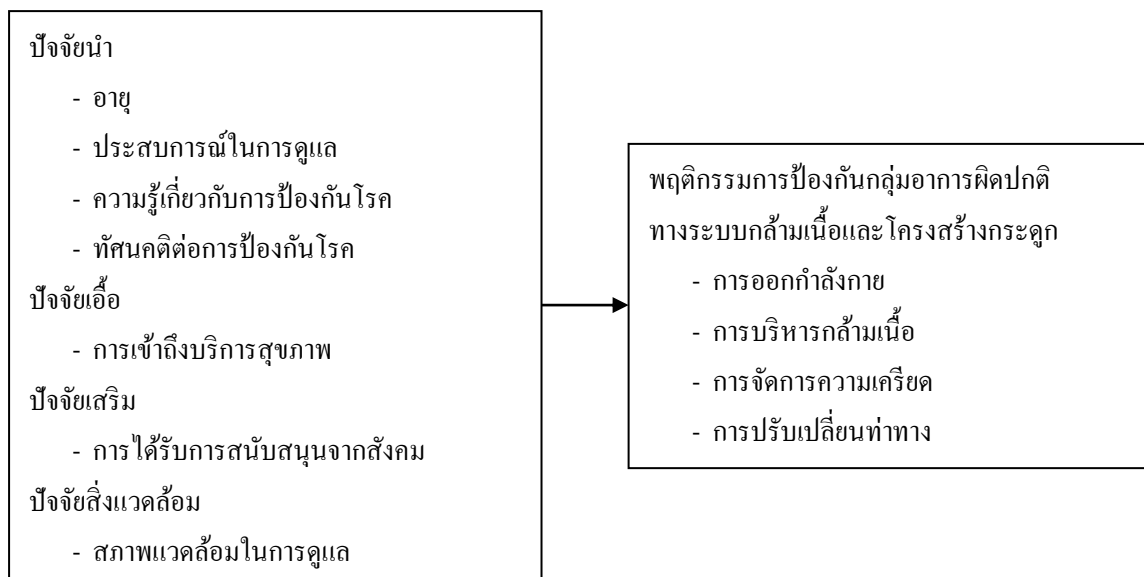 ปัจจัยนำ
- อายุ
- ประสบการณ์ในการดูแล
- ความรู้เกี่ยวกับการป้องกันโรค
- ทัศนคติต่อการป้องกันโรค
ปัจจัยเอื้อ
- การเข้าถึงบริการสุขภาพ
ปัจจัยเสริม
- การได้รับการสนับสนุนจากสังคม
ปัจจัยสิ่งแวดล้อม
- สภาพแวดล้อมในการดูแล
พฤติกรรมการป้องกันกลุ่มอาการผิดปกติ
ทางระบบกล้ามเนื้อและโครงสร้างกระดูก
- การออกกำลังกาย
- การบริหารกล้ามเนื้อ
- การจัดการความเครียด
- การปรับเปลี่ยนท่าทาง